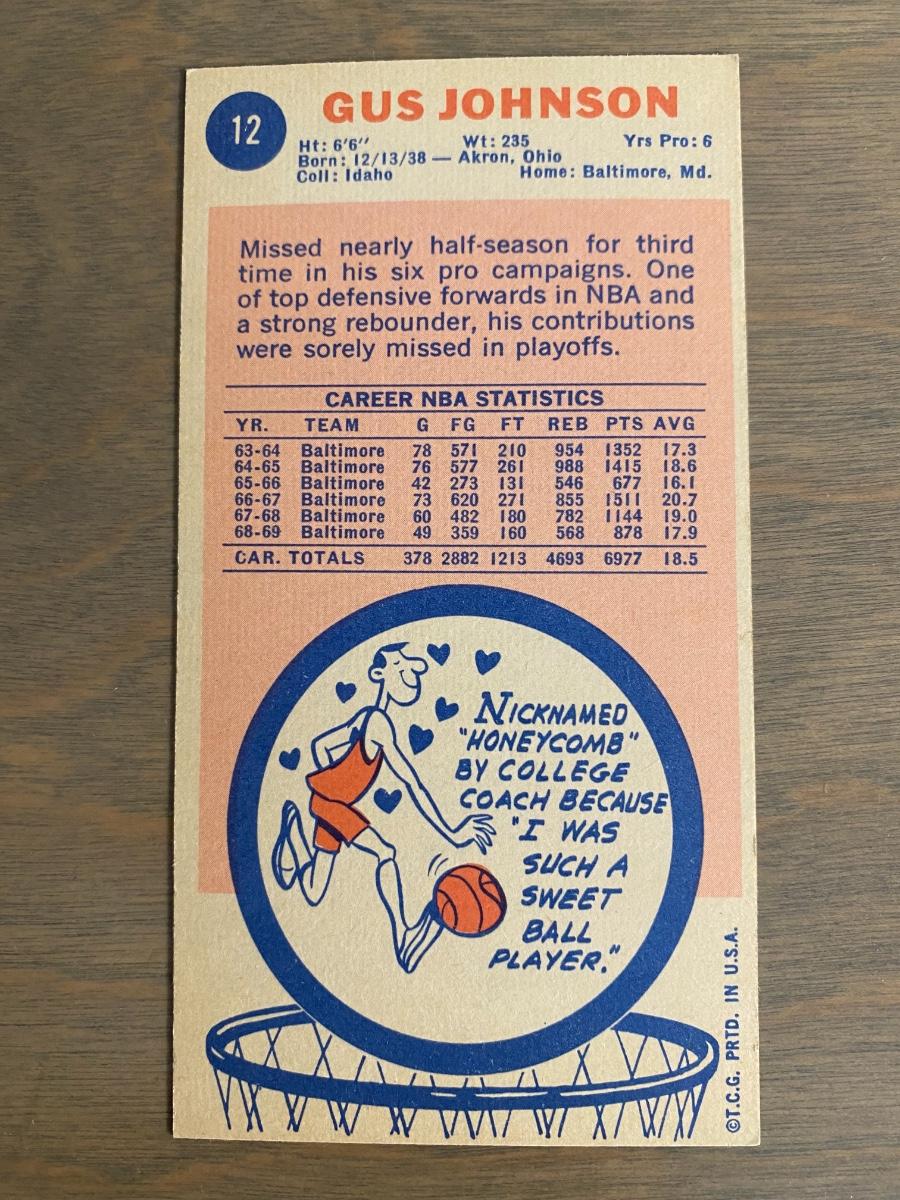 12
GUS JOHNSON
Ht: 6'6" Wt: 235 Yrs Pro: 6
Born: 12/13/38 — Akron, Ohio
Coll: Idaho Home: Baltimore, Md.
Missed nearly half-season for third
time in his six pro campaigns. One
of top defensive forwards in NBA and
a strong rebounder, his contributions
were sorely missed in playoffs.
CAREER NBA STATISTICS
YR. TEAM G FG FT REB PTS AVG
63-64 Baltimore 78 571 210 954 1352 17.3
64-65 Baltimore 76 577 261 988 1415 18.6
65-66 Baltimore 42 273 131 546 677 16.1
66-67 Baltimore 73 620 271 855 1511 20.7
67-68 Baltimore 60 482 180 782 1144 19.0
68-69 Baltimore 49 359 160 568 878 17.9
CAR. TOTALS 378 2882 1213 4693 6977 18.5
NICKNAMED
"HONEYCOMB"
BY COLLEGE
COACH BECAUSE
"I WAS
SUCH A
SWEET
BALL
PLAYER."
©T.C.G. PRTD. IN U.S.A.